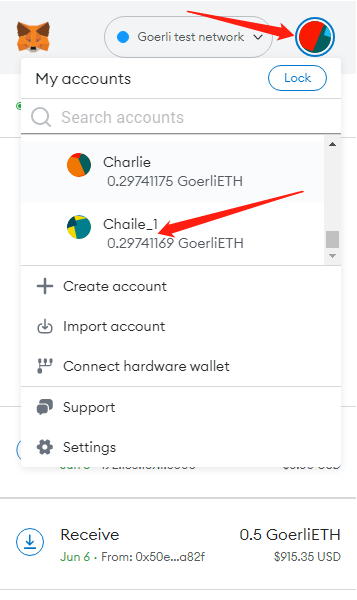 Goerli test network
My accounts
Lock
Search accounts
Charlie
0.29741175 GoerliETH
Chaile_1
0.29741169 GoerliETH
Create account
Import account
Connect hardware wallet
Support
Settings
Receive
0.5 GoerliETH
Jun 6 · From: 0x50e...a82f
$915.35 USD